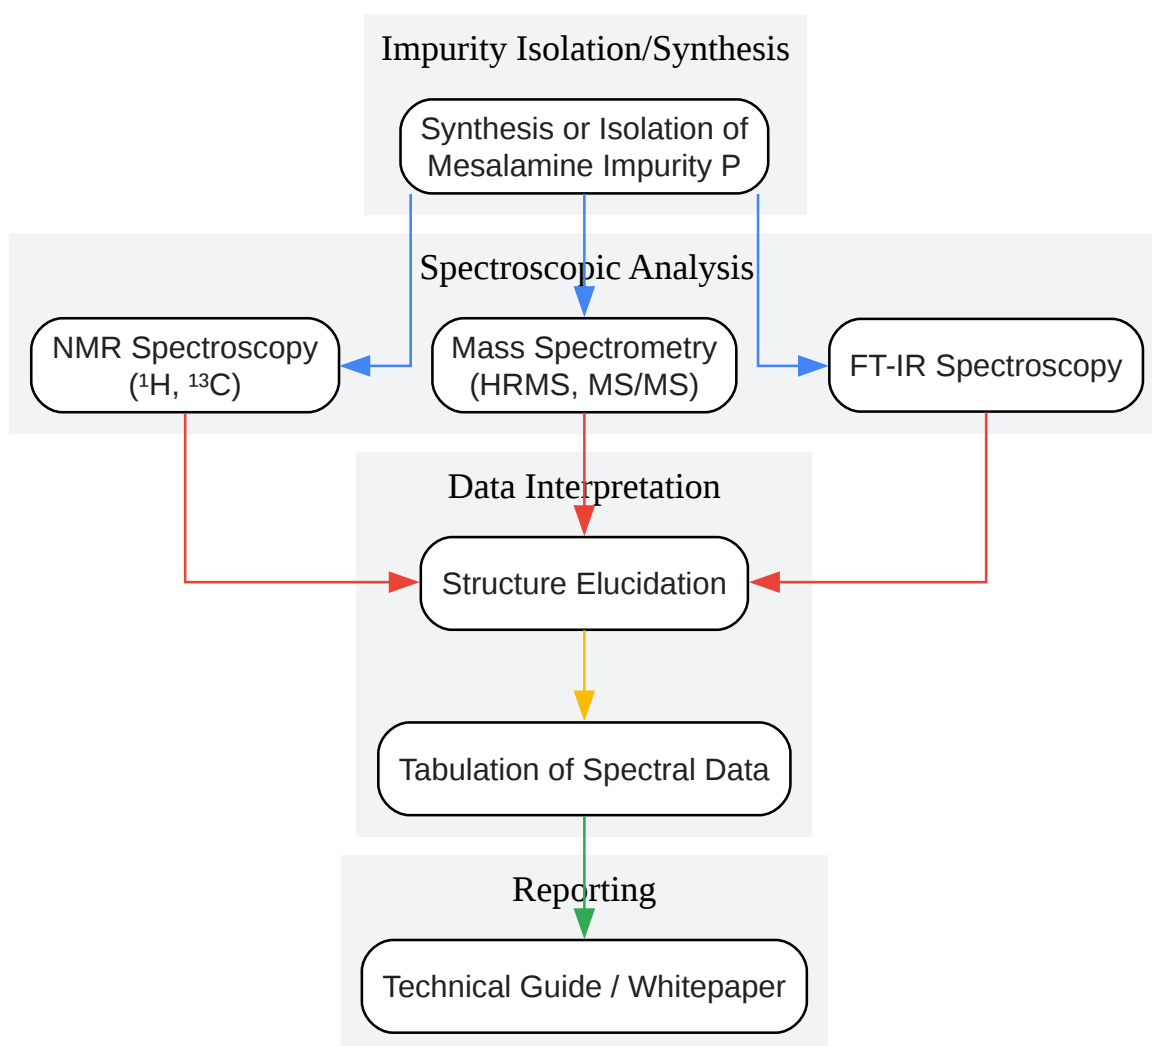 Impurity Isolation/Synthesis
Synthesis or Isolation of
Mesalamine Impurity P
Spectroscopic Analysis
NMR Spectroscopy
(¹H, ¹³C)
Mass Spectrometry
(HRMS, MS/MS)
FT-IR Spectroscopy
Data Interpretation
Structure Elucidation
Tabulation of Spectral Data
Reporting
Technical Guide / Whitepaper